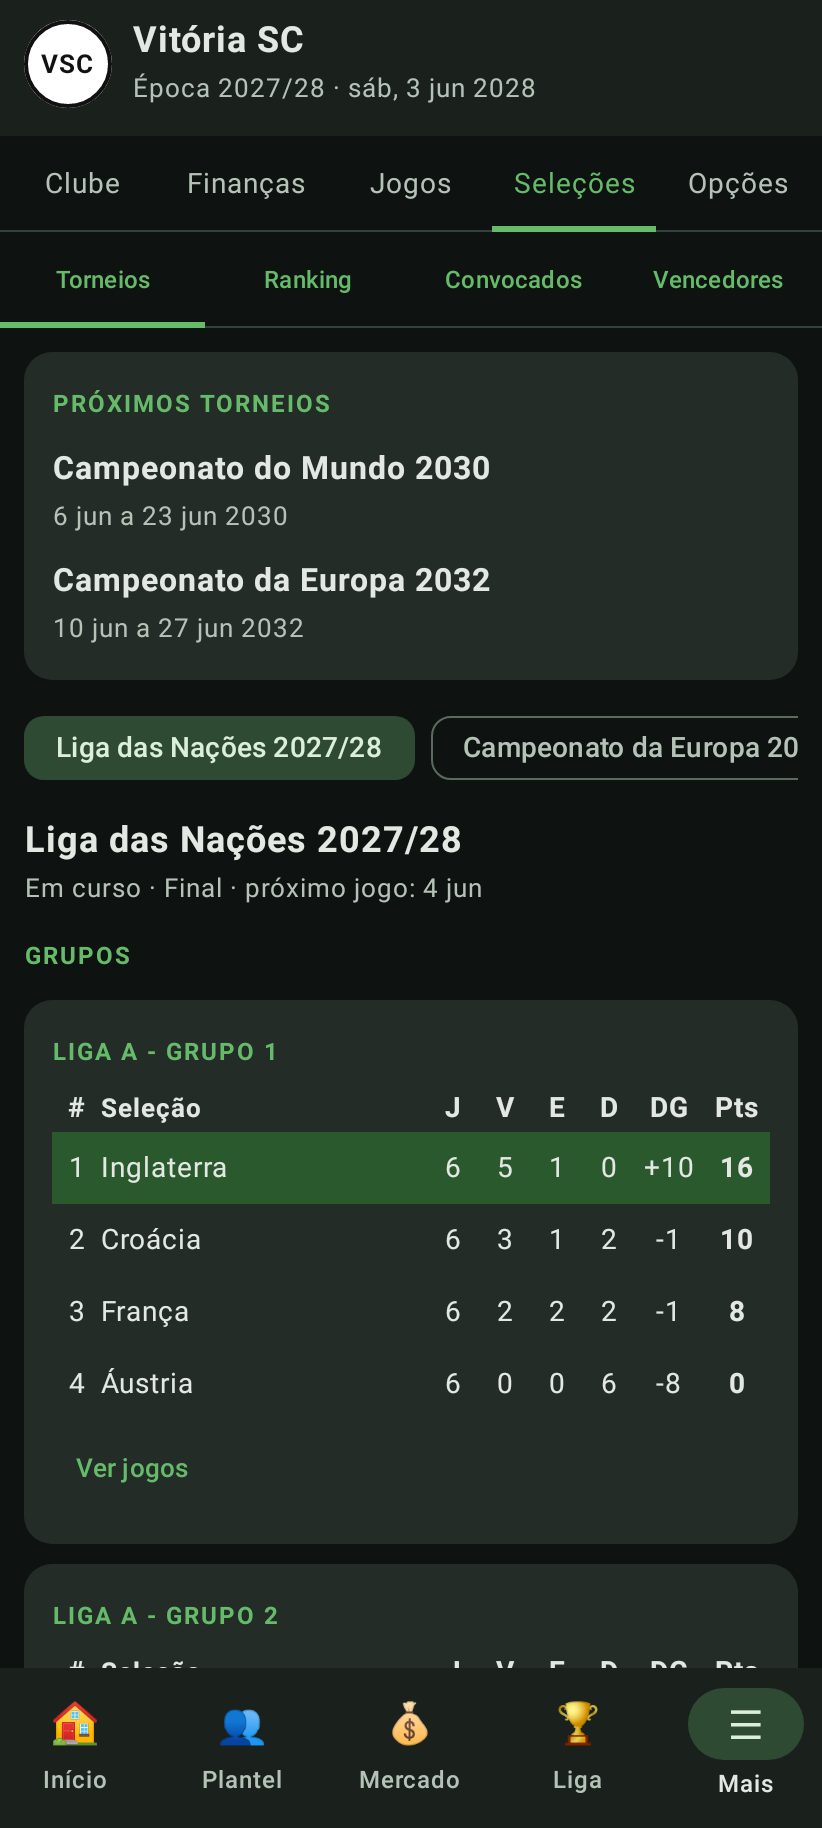 VSC
Vitória SC
Época 2027/28 · sáb, 3 jun 2028
Clube Finanças Jogos Seleções Opções
Torneios Ranking Convocados Vencedores
PRÓXIMOS TORNEIOS
Campeonato do Mundo 2030
6 jun a 23 jun 2030
Campeonato da Europa 2032
10 jun a 27 jun 2032
Liga das Nações 2027/28 Campeonato da Europa 20
Liga das Nações 2027/28
Em curso · Final · próximo jogo: 4 jun
GRUPOS
LIGA A - GRUPO 1
# Seleção J V E D DG Pts
1 Inglaterra 6 5 1 0 +10 16
2 Croácia 6 3 1 2 -1 10
3 França 6 2 2 2 -1 8
4 Áustria 6 0 0 6 -8 0
Ver jogos
LIGA A - GRUPO 2
# Seleção J V E D DG Pts
Início Plantel Mercado Liga Mais